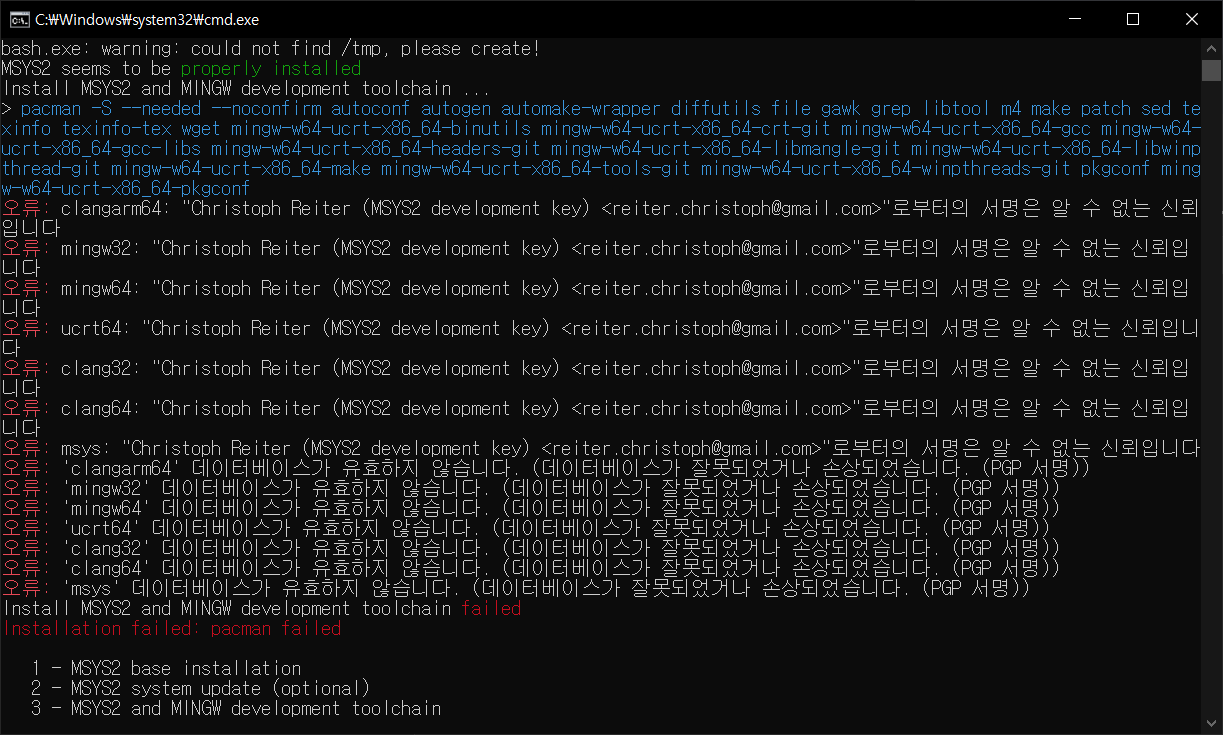 C:\Windows\system32\cmd.exe
bash.exe: warning: could not find /tmp, please create!
MSYS2 seems to be properly installed
Install MSYS2 and MINGW development toolchain ...
> pacman -S --needed --noconfirm autoconf autogen automake-wrapper diffutils file gawk grep libtool m4 make patch sed te
xinfo texinfo-tex wget mingw-w64-ucrt-x86_64-binutils mingw-w64-ucrt-x86_64-crt-git mingw-w64-ucrt-x86_64-gcc mingw-w64-
ucrt-x86_64-gcc-libs mingw-w64-ucrt-x86_64-headers-git mingw-w64-ucrt-x86_64-libmangle-git mingw-w64-ucrt-x86_64-libwinp
thread-git mingw-w64-ucrt-x86_64-make mingw-w64-ucrt-x86_64-tools-git mingw-w64-ucrt-x86_64-winpthreads-git pkgconf ming
w-w64-ucrt-x86_64-pkgconf
오류: clangarm64: "Christoph Reiter (MSYS2 development key) <reiter.christoph@gmail.com>"로부터의 서명은 알 수 없는 신뢰
입니다
오류: mingw32: "Christoph Reiter (MSYS2 development key) <reiter.christoph@gmail.com>"로부터의 서명은 알 수 없는 신뢰입
니다
오류: mingw64: "Christoph Reiter (MSYS2 development key) <reiter.christoph@gmail.com>"로부터의 서명은 알 수 없는 신뢰입
니다
오류: ucrt64: "Christoph Reiter (MSYS2 development key) <reiter.christoph@gmail.com>"로부터의 서명은 알 수 없는 신뢰입니
다
오류: clang32: "Christoph Reiter (MSYS2 development key) <reiter.christoph@gmail.com>"로부터의 서명은 알 수 없는 신뢰입
니다
오류: clang64: "Christoph Reiter (MSYS2 development key) <reiter.christoph@gmail.com>"로부터의 서명은 알 수 없는 신뢰입
니다
오류: msys: "Christoph Reiter (MSYS2 development key) <reiter.christoph@gmail.com>"로부터의 서명은 알 수 없는 신뢰입니다
오류: 'clangarm64' 데이터베이스가 유효하지 않습니다. (데이터베이스가 잘못되었거나 손상되었습니다. (PGP 서명))
오류: 'mingw32' 데이터베이스가 유효하지 않습니다. (데이터베이스가 잘못되었거나 손상되었습니다. (PGP 서명))
오류: 'mingw64' 데이터베이스가 유효하지 않습니다. (데이터베이스가 잘못되었거나 손상되었습니다. (PGP 서명))
오류: 'ucrt64' 데이터베이스가 유효하지 않습니다. (데이터베이스가 잘못되었거나 손상되었습니다. (PGP 서명))
오류: 'clang32' 데이터베이스가 유효하지 않습니다. (데이터베이스가 잘못되었거나 손상되었습니다. (PGP 서명))
오류: 'clang64' 데이터베이스가 유효하지 않습니다. (데이터베이스가 잘못되었거나 손상되었습니다. (PGP 서명))
오류: 'msys' 데이터베이스가 유효하지 않습니다. (데이터베이스가 잘못되었거나 손상되었습니다. (PGP 서명))
Install MSYS2 and MINGW development toolchain failed
Installation failed: pacman failed
1 - MSYS2 base installation
2 - MSYS2 system update (optional)
3 - MSYS2 and MINGW development toolchain